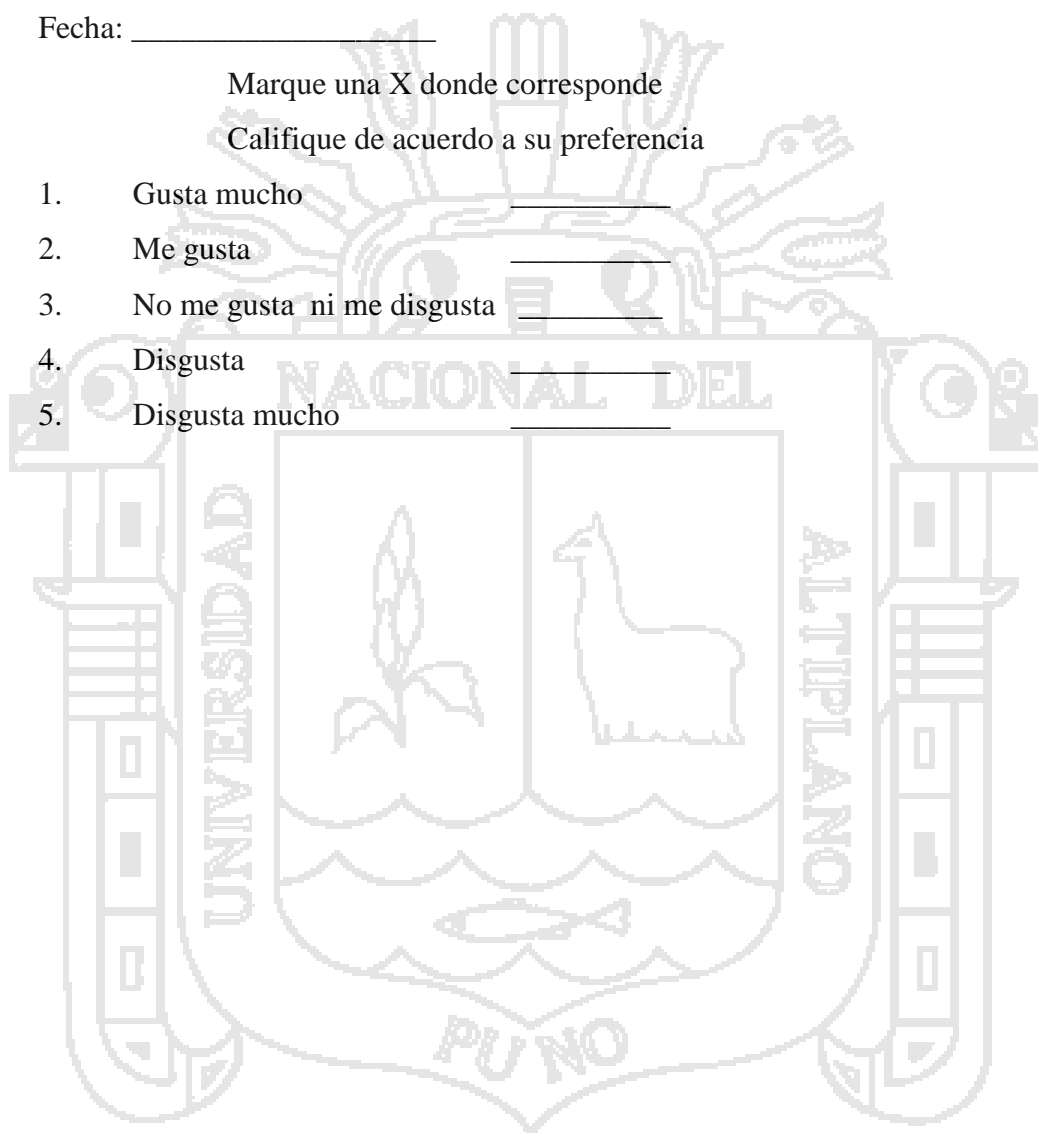 Fecha: ___________________
Marque una X donde corresponde
Califique de acuerdo a su preferencia
1. Gusta mucho __________
2. Me gusta __________
3. No me gusta ni me disgusta _________
4. Disgusta __________
5. Disgusta mucho __________
NACIONAL DEL
UNIVERSIDAD
ALTIPLANO
PUNO